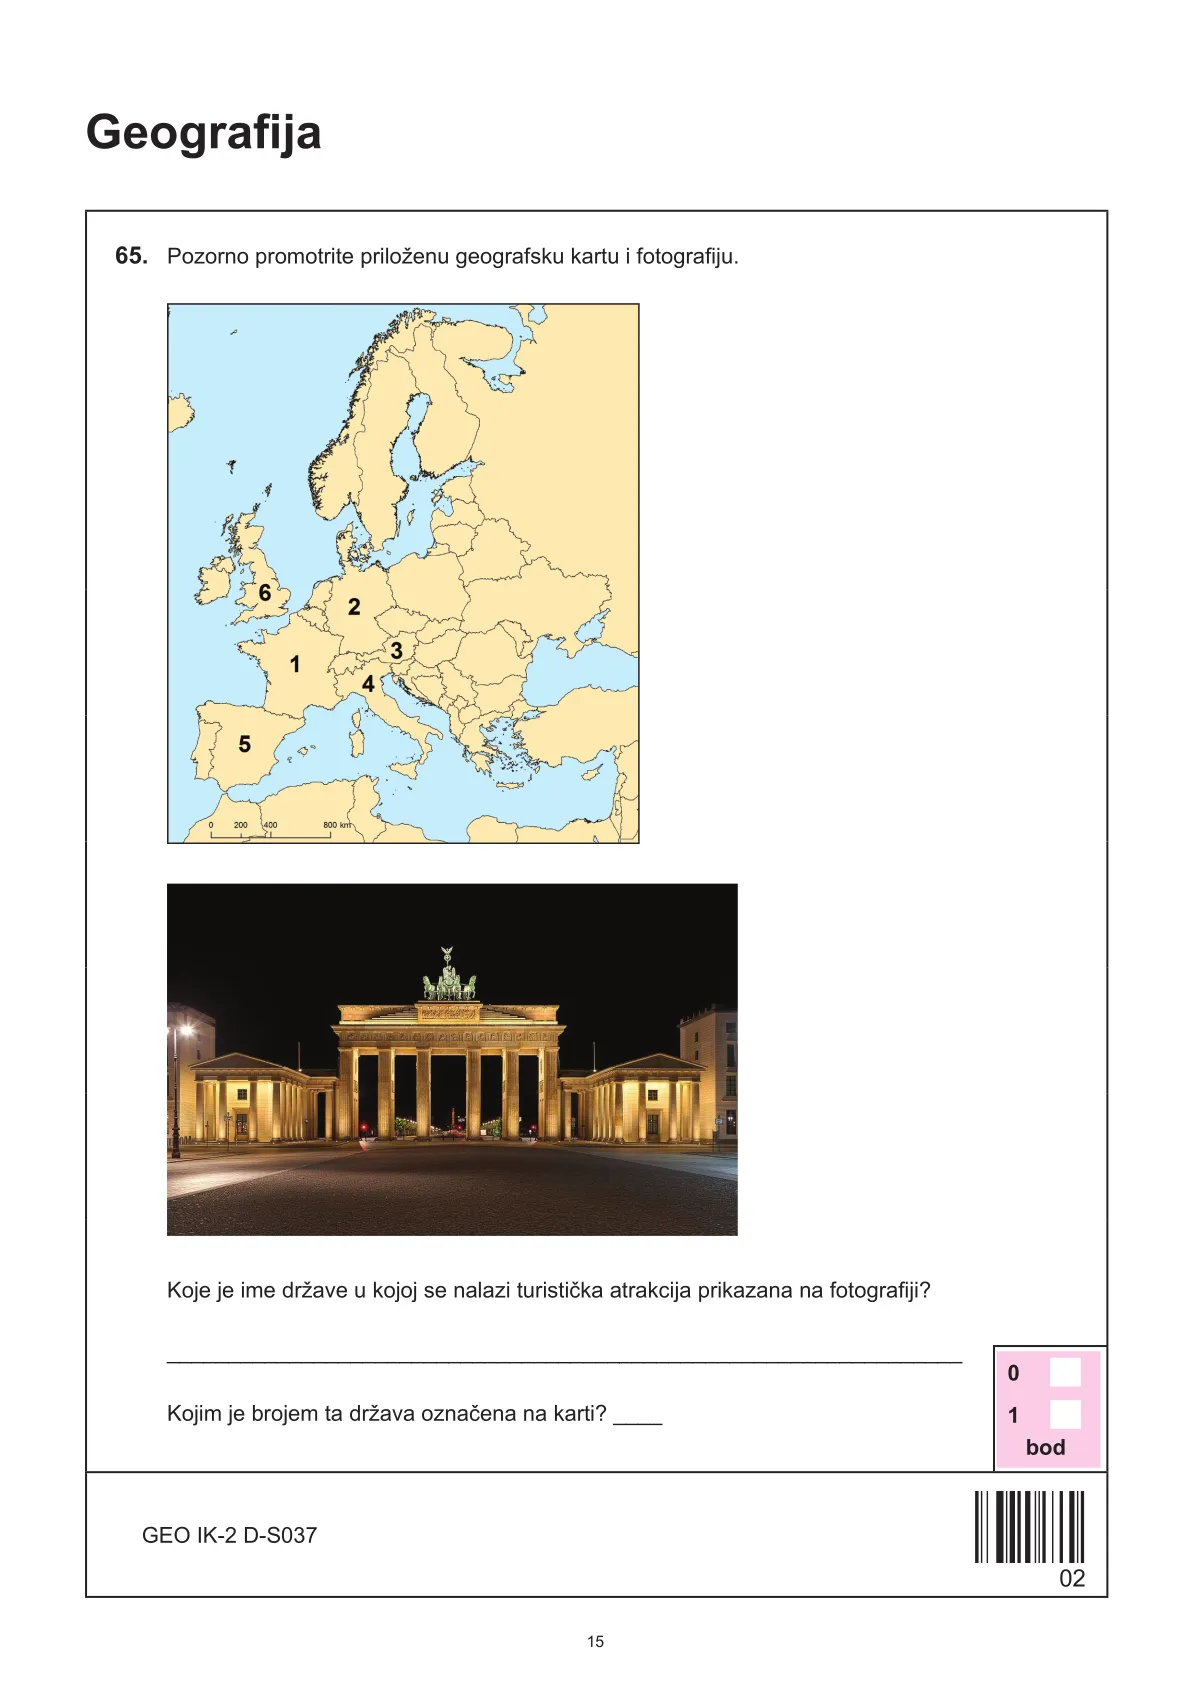 Geografija
65. Pozorno promotrite priloženu geografsku kartu i fotografiju.
6
2
3
1
4
5
0 200 400 800 km
Koje je ime države u kojoj se nalazi turistička atrakcija prikazana na fotografiji?
Kojim je brojem ta država označena na karti? ____
0
1
bod
GEO IK-2 D-S037
02
15